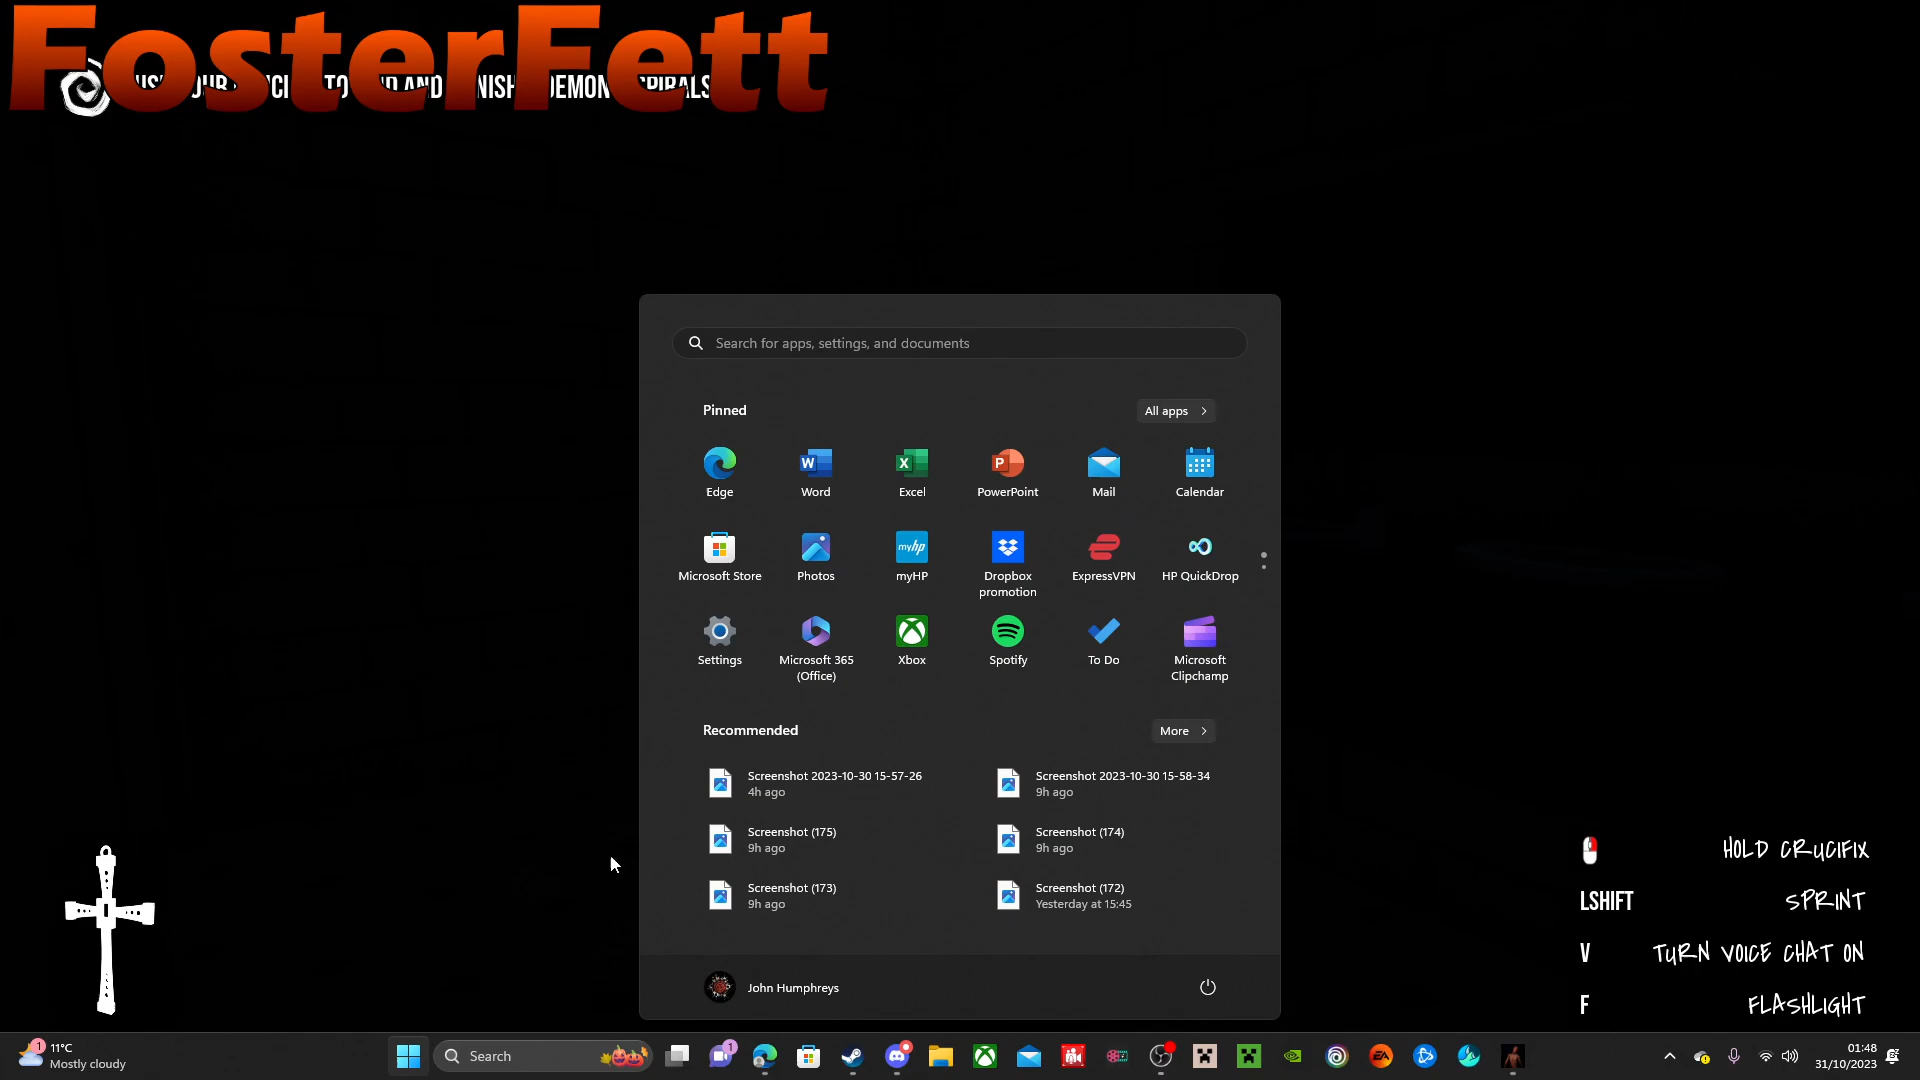 FosterFett
Search for apps, settings, and documents
Pinned
All apps
Edge
Word
Excel
PowerPoint
Mail
Calendar
Microsoft Store
Photos
myHP
Dropbox
promotion
ExpressVPN
HP QuickDrop
Settings
Microsoft 365
(Office)
Xbox
Spotify
To Do
Microsoft
Clipchamp
Recommended
More
Screenshot 2023-10-30 15-57-26
4h ago
Screenshot 2023-10-30 15-58-34
9h ago
Screenshot (175)
9h ago
Screenshot (174)
9h ago
Screenshot (173)
9h ago
Screenshot (172)
Yesterday at 15:45
John Humphreys
HOLD CRUCIFIX
LSHIFT SPRINT
V TURN VOICE CHAT ON
F FLASHLIGHT
1
11°C
Mostly cloudy
Search
1
EA
01:48
31/10/2023